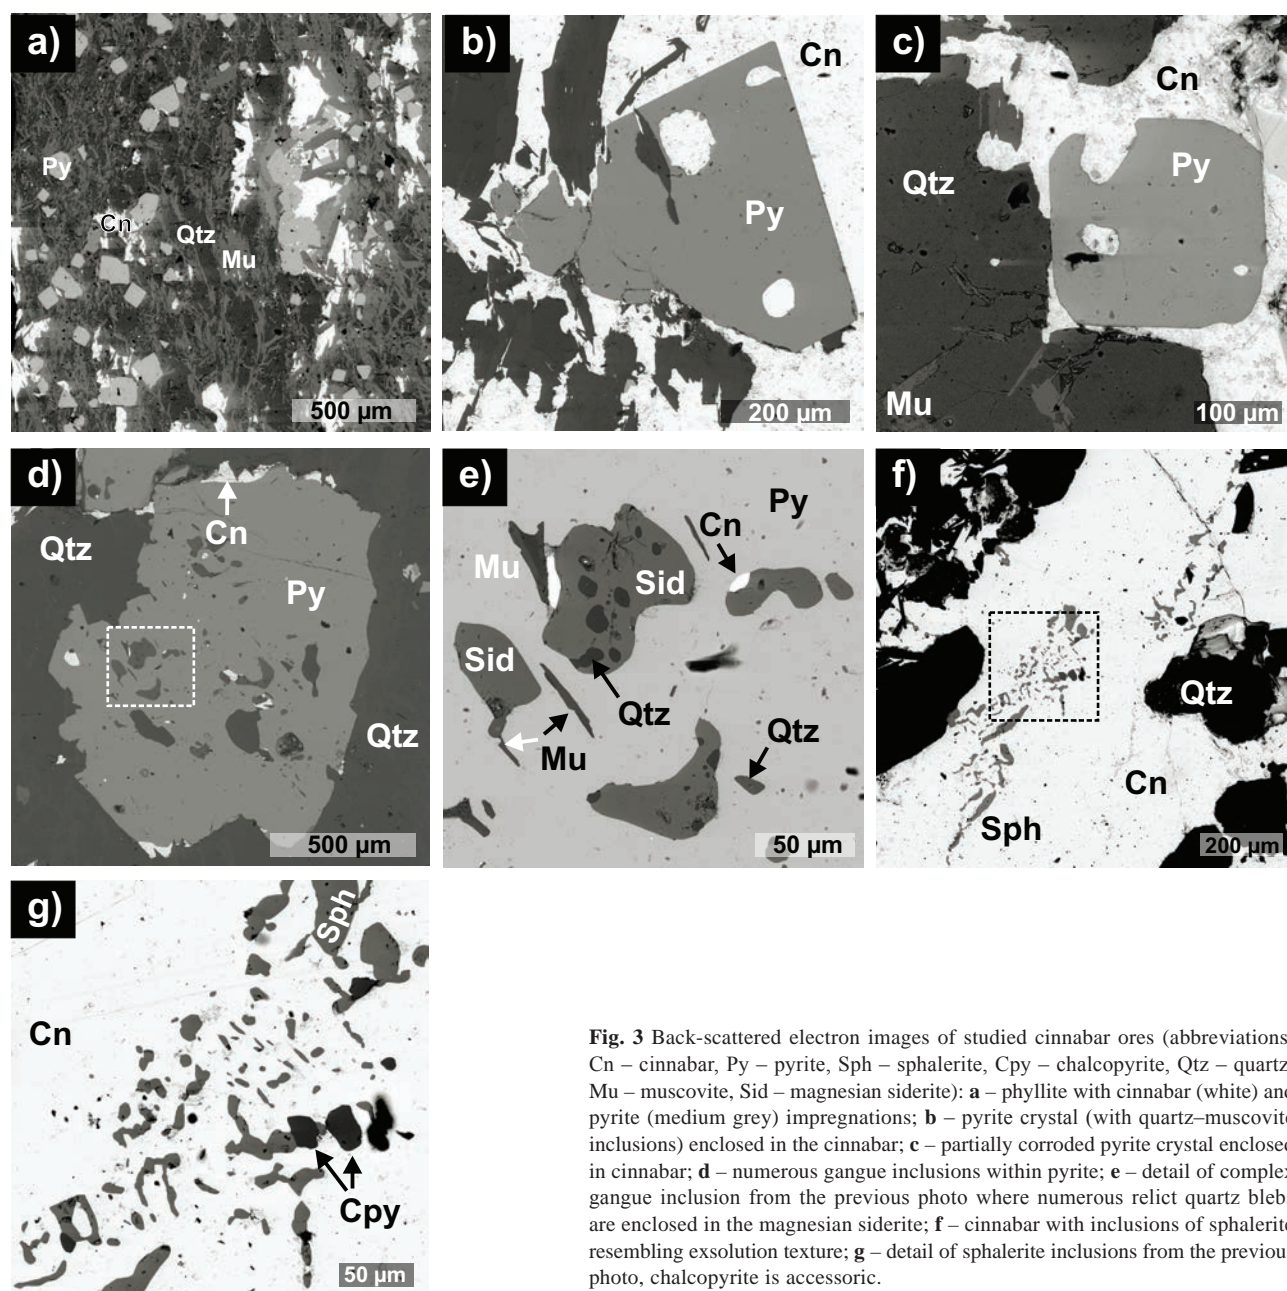 a)
Py
Cn
Qtz
Mu
500 µm
b)
Cn
Py
200 µm
c)
Cn
Qtz
Py
Mu
100 µm
d)
Cn
Qtz
Py
Qtz
500 µm
e)
Py
Cn
Mu
Sid
Sid
Qtz
Mu
Qtz
50 µm
f)
Qtz
Cn
Sph
200 µm
g)
Sph
Cn
Cpy
50 µm
Fig. 3 Back-scattered electron images of studied cinnabar ores (abbreviations
Cn – cinnabar, Py – pyrite, Sph – sphalerite, Cpy – chalcopyrite, Qtz – quartz
Mu – muscovite, Sid – magnesian siderite): a – phyllite with cinnabar (white) and
pyrite (medium grey) impregnations; b – pyrite crystal (with quartz–muscovite
inclusions) enclosed in the cinnabar; c – partially corroded pyrite crystal enclosed
in cinnabar; d – numerous gangue inclusions within pyrite; e – detail of complex
gangue inclusion from the previous photo where numerous relict quartz bleb
are enclosed in the magnesian siderite; f – cinnabar with inclusions of sphalerite
resembling exsolution texture; g – detail of sphalerite inclusions from the previou
photo, chalcopyrite is accessoric.